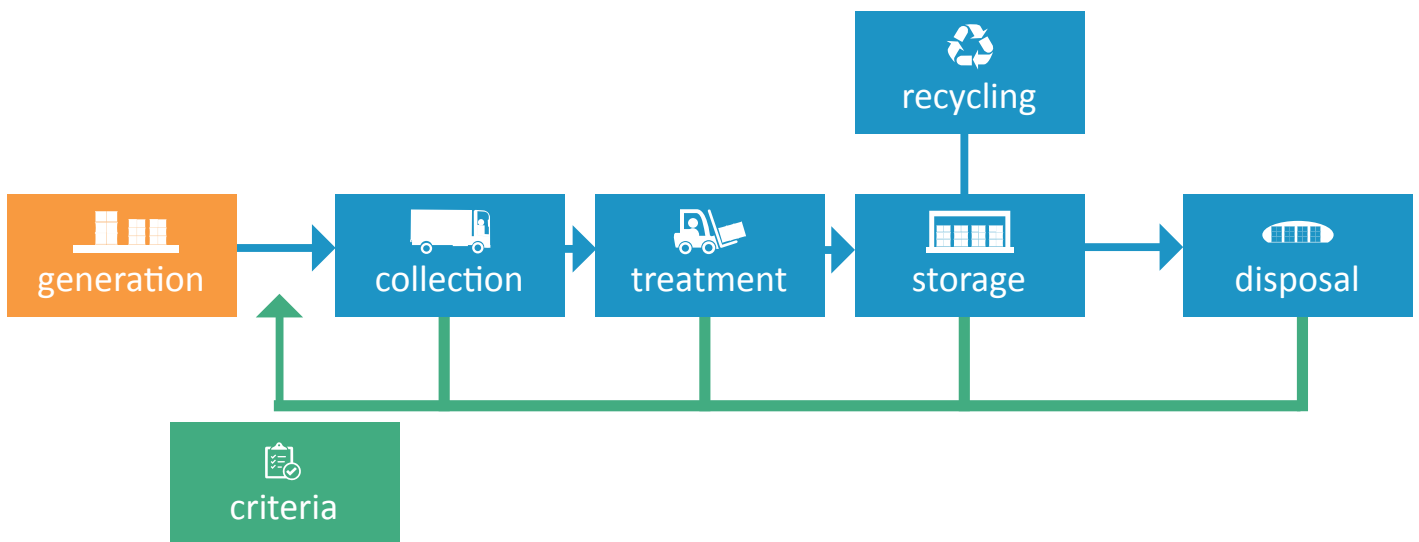 recycling
generation
collection
treatment
storage
disposal
criteria